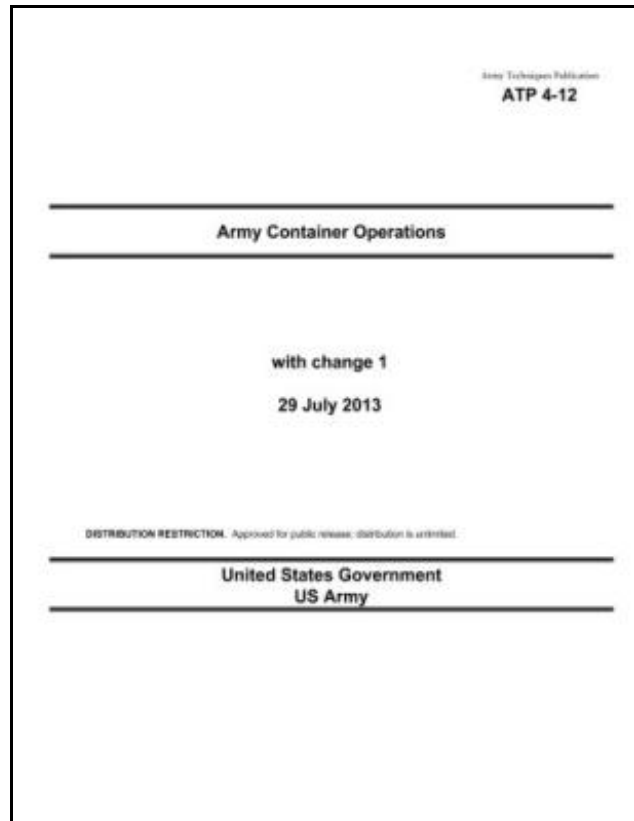 Army Techniques Publication
ATP 4-12
Army Container Operations
with change 1
29 July 2013
DISTRIBUTION RESTRICTION. Approved for public release; distribution is unlimited.
United States Government
US Army